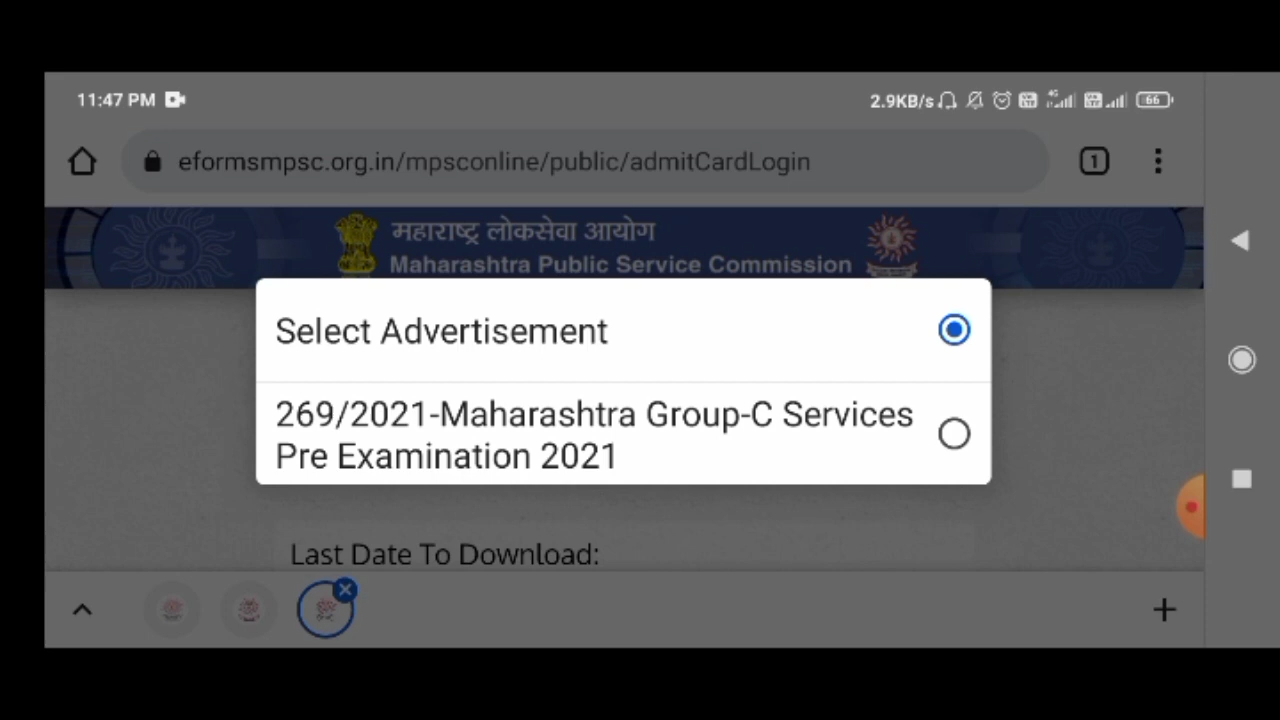 11:47 PM
2.9KB/s
4G
66
eformsmpsc.org.in/mpsconline/public/admitCardLogin
1
महाराष्ट्र लोकसेवा आयोग
Maharashtra Public Service Commission
Select Advertisement
269/2021-Maharashtra Group-C Services
Pre Examination 2021
Last Date To Download: